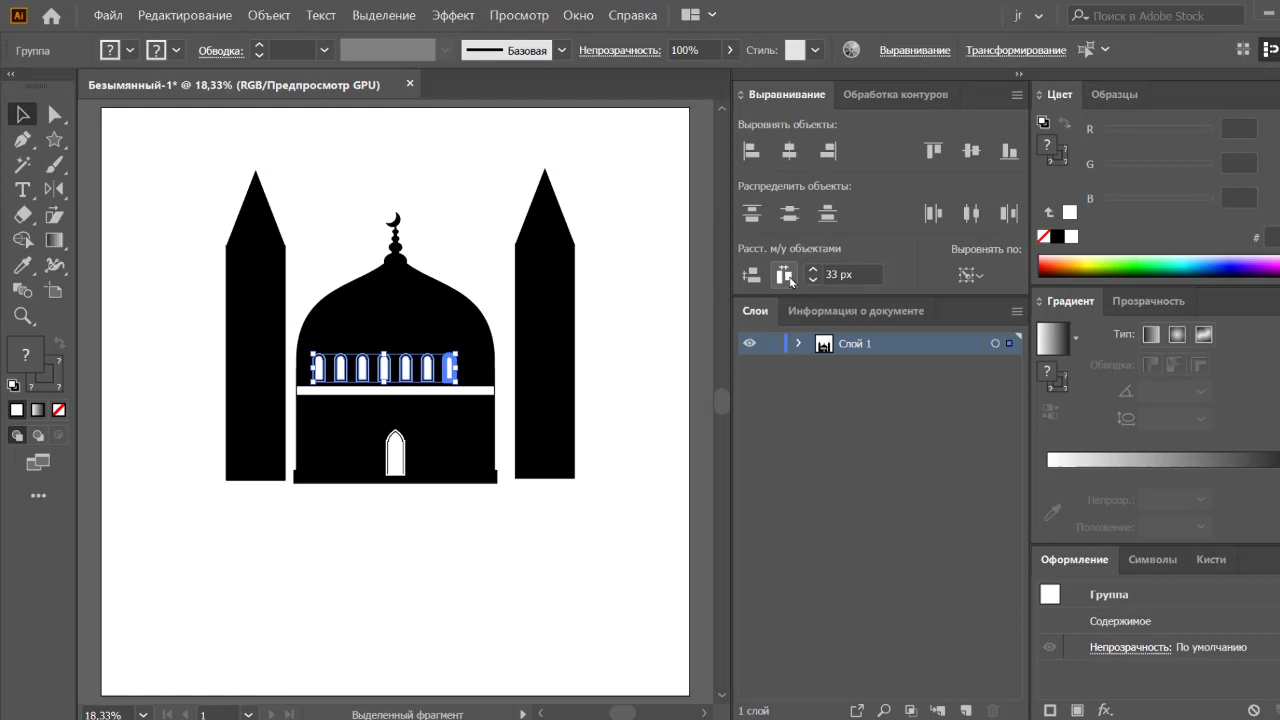 Ai Файл Редактирование Объект Текст Выделение Эффект Просмотр Окно Справка jr Поиск в Adobe Stock
Группа ? ? Обводка: Базовая Непрозрачность: 100% Стиль: Выравнивание Трансформирование
Безымянный-1* @ 18,33% (RGB/Предпросмотр GPU) ×
Выравнивание Обработка контуров
Выровнять объекты:
Распределить объекты:
Расст. м/у объектами Выровнять по:
33 px
Слои Информация о документе
Слой 1
1 слой
Цвет Образцы
? R
G
B
#
Градиент Прозрачность
Тип:
Обводка:
?
Непрозр.:
Положение:
Оформление Символы Кисти
Группа
Содержимое
Непрозрачность: По умолчанию
fx
T
?
18,33% 1 Выделенный фрагмент